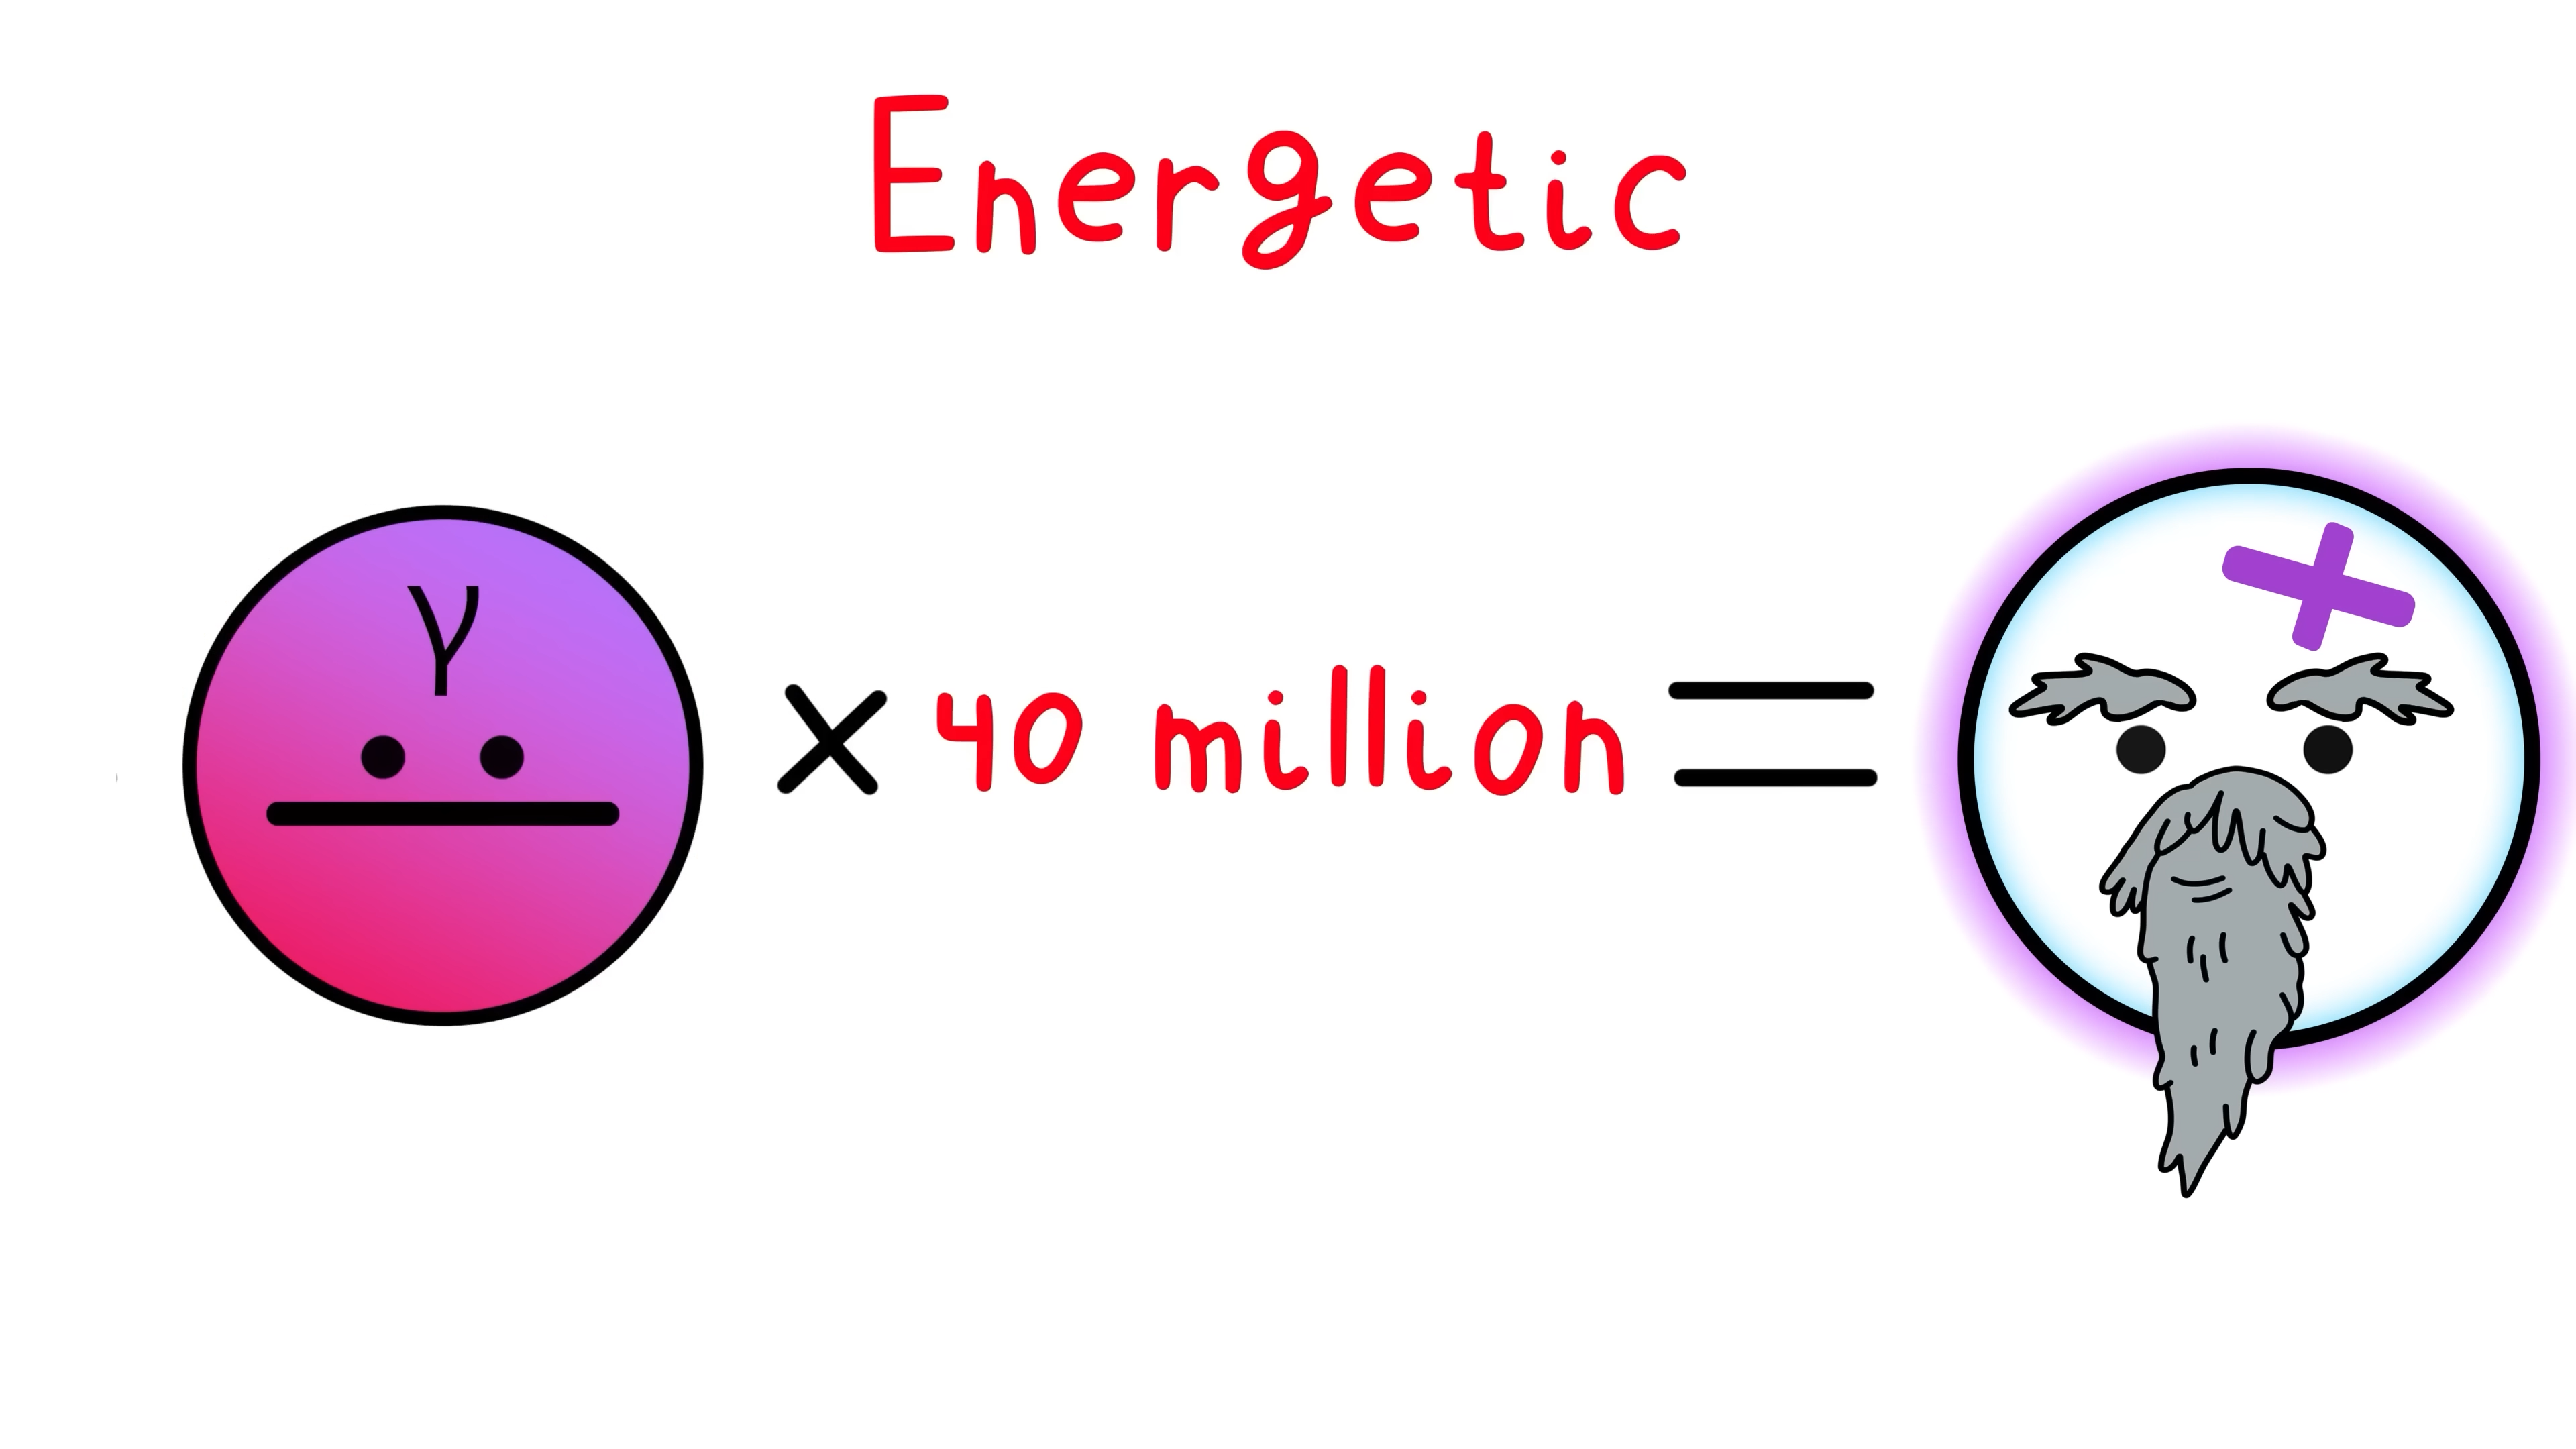 Energetic
γ
× 40 million =
+